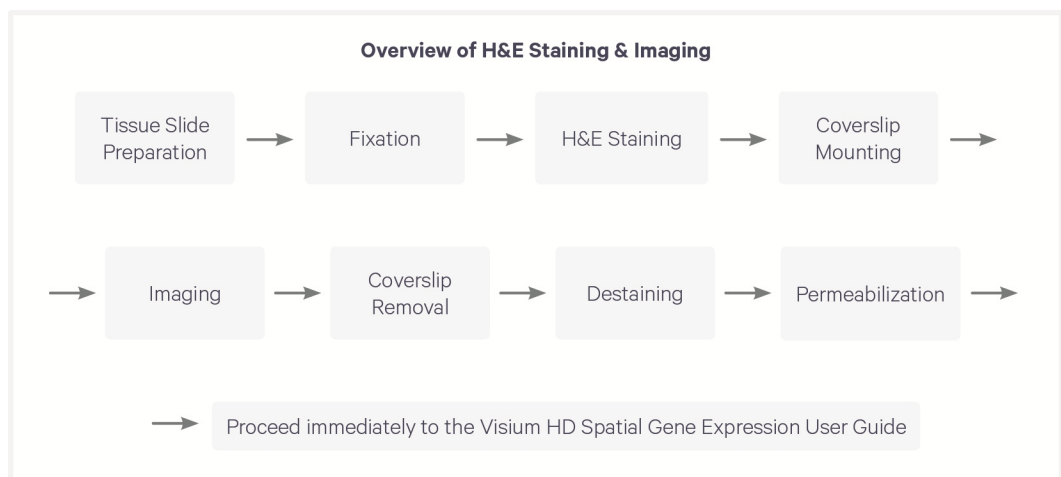 Overview of H&E Staining & Imaging
Tissue Slide
Preparation
Fixation
H&E Staining
Coverslip
Mounting
Imaging
Coverslip
Removal
Destaining
Permeabilization
Proceed immediately to the Visium HD Spatial Gene Expression User Guide